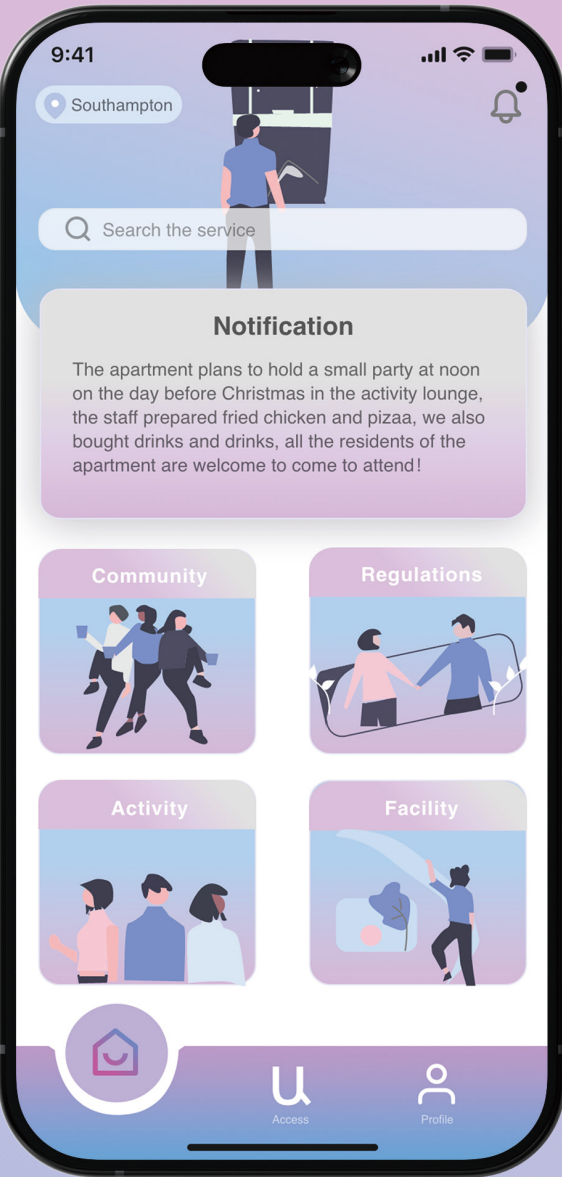 9:41
Southampton
Search the service
Notification
The apartment plans to hold a small party at noon
on the day before Christmas in the activity lounge,
the staff prepared fried chicken and pizaa, we also
bought drinks and drinks, all the residents of the
apartment are welcome to come to attend!
Community
Regulations
Activity
Facility
Access
Profile